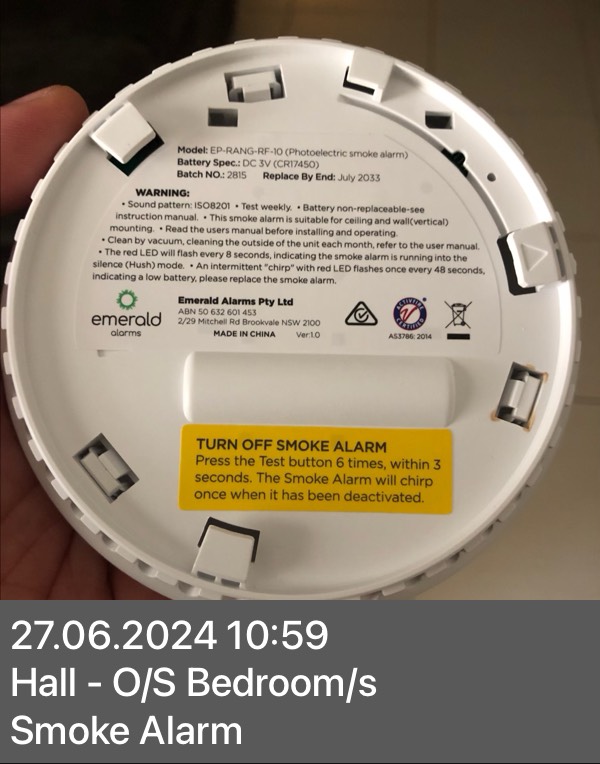 Model: EP-RANG-RF-10 (Photoelectric smoke alarm)
Battery Spec.: DC 3V (CR17450)
Batch NO.: 2815 Replace By End: July 2033
WARNING:
• Sound pattern: ISO8201 • Test weekly. • Battery non-replaceable-see
instruction manual. • This smoke alarm is suitable for ceiling and wall(vertical)
mounting. • Read the users manual before installing and operating.
• Clean by vacuum, cleaning the outside of the unit each month, refer to the user manual.
• The red LED will flash every 8 seconds, indicating the smoke alarm is running into the
silence (Hush) mode. • An intermittent "chirp" with red LED flashes once every 48 seconds,
indicating a low battery, please replace the smoke alarm.
emerald
alarms
Emerald Alarms Pty Ltd
ABN 50 632 601 453
2/29 Mitchell Rd Brookvale NSW 2100
MADE IN CHINA Ver:1.0
ACTIVFIRE
CERTIFIED
AS3786: 2014
TURN OFF SMOKE ALARM
Press the Test button 6 times, within 3
seconds. The Smoke Alarm will chirp
once when it has been deactivated.
27.06.2024 10:59
Hall - O/S Bedroom/s
Smoke Alarm